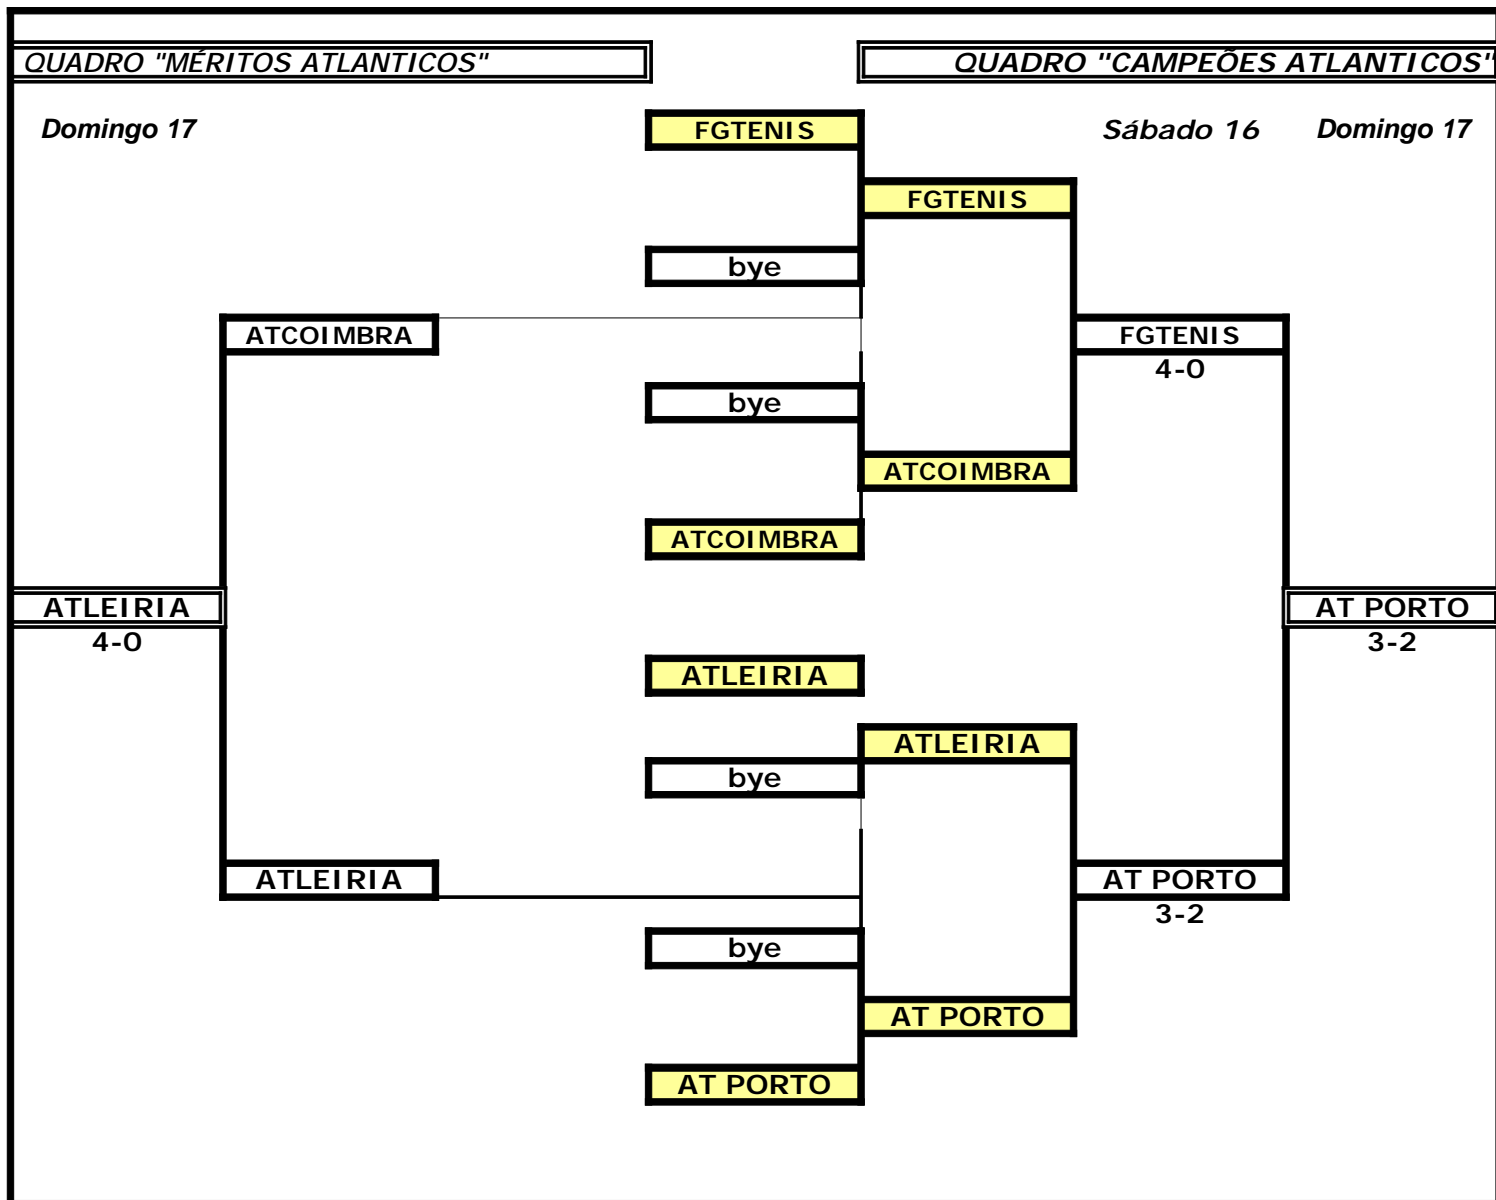 QUADRO "MÉRITOS ATLANTICOS"
QUADRO "CAMPEÕES ATLANTICOS"
Domingo 17
FGTENIS
Sábado 16
Domingo 17
FGTENIS
bye
ATCOIMBRA
FGTENIS
4-0
bye
ATCOIMBRA
ATCOIMBRA
ATLEIRIA
AT PORTO
4-0
3-2
ATLEIRIA
ATLEIRIA
bye
ATLEIRIA
AT PORTO
3-2
bye
AT PORTO
AT PORTO